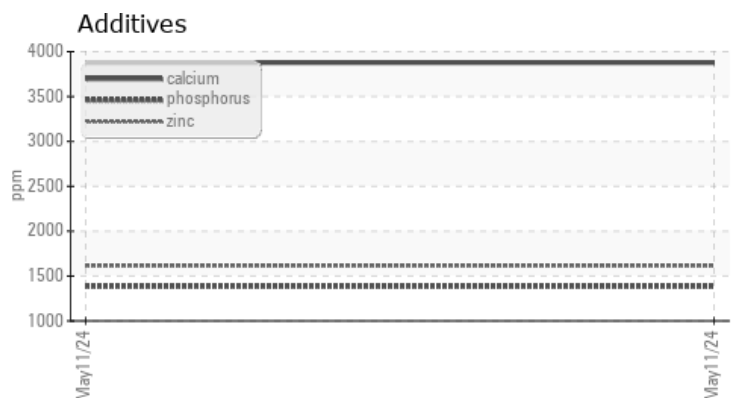 Additives
4000
3500
3000
2500
2000
1500
1000
ppm
calcium
phosphorus
zinc
May11/24
May11/24